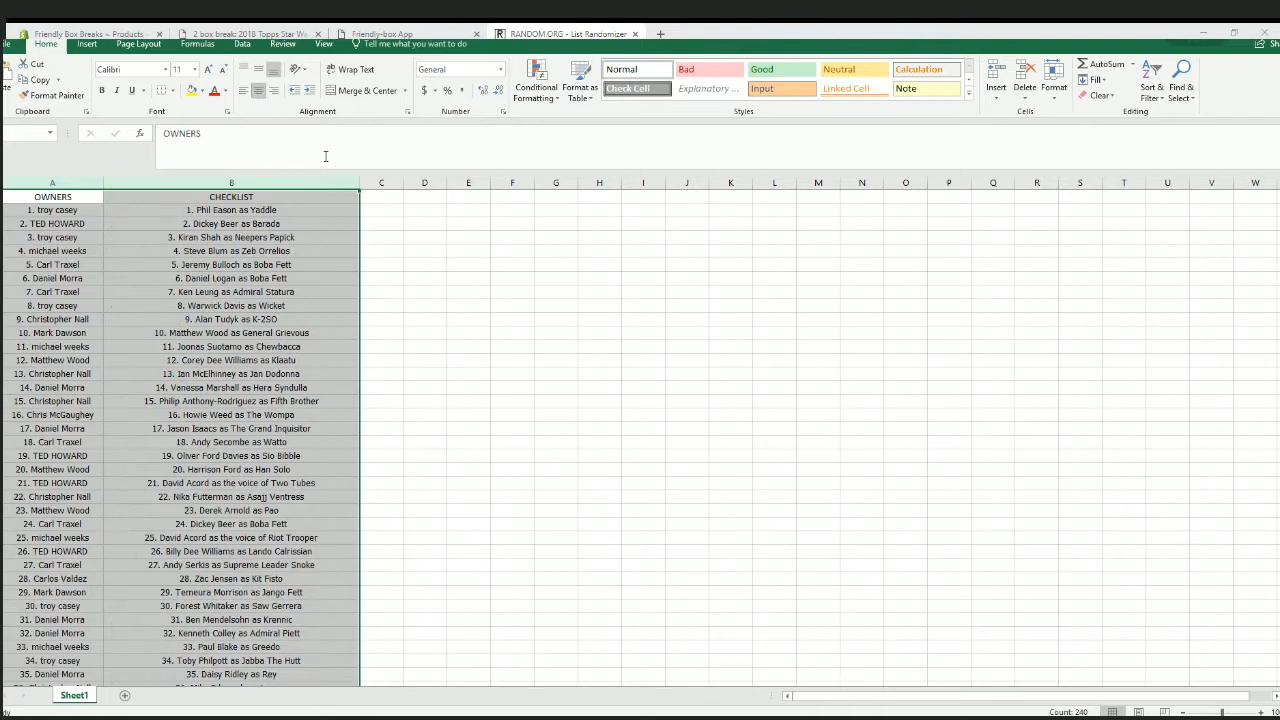 Friendly Box Breaks ~ Products ~ × 2 box break: 2018 Topps Star Wa × Friendly-box App × RANDOM.ORG - List Randomizer × +
Home Insert Page Layout Formulas Data Review View Tell me what you want to do
Cut
Copy
Format Painter
Clipboard
Calibri 11
B I U
Font
Wrap Text
Merge & Center
Alignment
General
$ % ,
Number
Conditional Formatting
Format as Table
Normal Bad Good Neutral Calculation
Check Cell Explanatory ... Input Linked Cell Note
Styles
Insert Delete Format
Cells
AutoSum
Fill
Clear
Sort & Filter
Find & Select
Editing
OWNERS
A B C D E F G H I J K L M N O P Q R S T U V W
OWNERS CHECKLIST
1. troy casey 1. Phil Eason as Yaddle
2. TED HOWARD 2. Dickey Beer as Barada
3. troy casey 3. Kiran Shah as Neepers Papick
4. michael weeks 4. Steve Blum as Zeb Orrelios
5. Carl Traxel 5. Jeremy Bulloch as Boba Fett
6. Daniel Morra 6. Daniel Logan as Boba Fett
7. Carl Traxel 7. Ken Leung as Admiral Statura
8. troy casey 8. Warwick Davis as Wicket
9. Christopher Nall 9. Alan Tudyk as K-2SO
10. Mark Dawson 10. Matthew Wood as General Grievous
11. michael weeks 11. Joonas Suotamo as Chewbacca
12. Matthew Wood 12. Corey Dee Williams as Klaatu
13. Christopher Nall 13. Ian McElhinney as Jan Dodonna
14. Daniel Morra 14. Vanessa Marshall as Hera Syndulla
15. Christopher Nall 15. Philip Anthony-Rodriguez as Fifth Brother
16. Chris McGaughey 16. Howie Weed as The Wompa
17. Daniel Morra 17. Jason Isaacs as The Grand Inquisitor
18. Carl Traxel 18. Andy Secombe as Watto
19. TED HOWARD 19. Oliver Ford Davies as Sio Bibble
20. Matthew Wood 20. Harrison Ford as Han Solo
21. TED HOWARD 21. David Acord as the voice of Two Tubes
22. Christopher Nall 22. Nika Futterman as Asajj Ventress
23. Matthew Wood 23. Derek Arnold as Pao
24. Carl Traxel 24. Dickey Beer as Boba Fett
25. michael weeks 25. David Acord as the voice of Riot Trooper
26. TED HOWARD 26. Billy Dee Williams as Lando Calrissian
27. Carl Traxel 27. Andy Serkis as Supreme Leader Snoke
28. Carlos Valdez 28. Zac Jensen as Kit Fisto
29. Mark Dawson 29. Temeura Morrison as Jango Fett
30. troy casey 30. Forest Whitaker as Saw Gerrera
31. Daniel Morra 31. Ben Mendelsohn as Krennic
32. Daniel Morra 32. Kenneth Colley as Admiral Piett
33. michael weeks 33. Paul Blake as Greedo
34. troy casey 34. Toby Philpott as Jabba The Hutt
35. Daniel Morra 35. Daisy Ridley as Rey
Sheet1
Count: 240